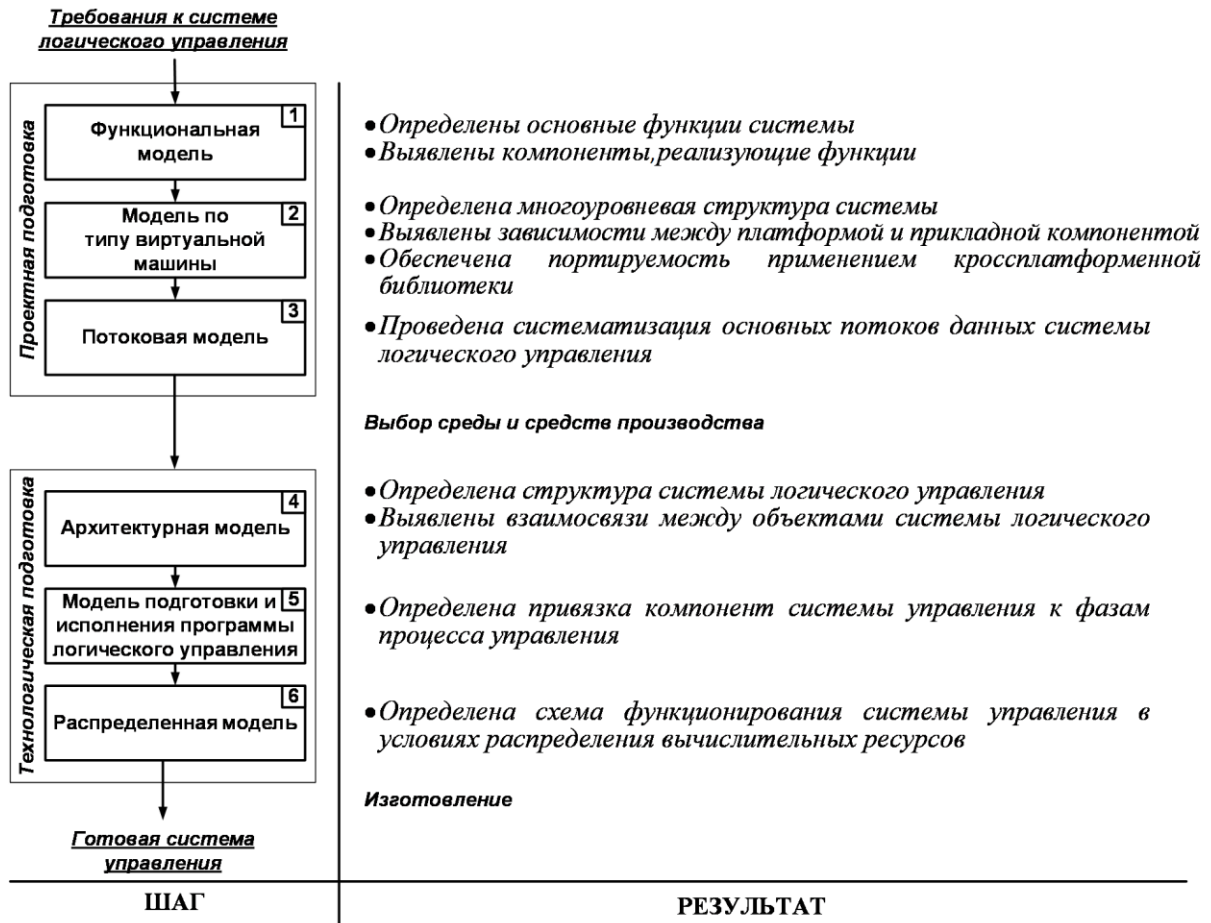 Требования к системе
логического управления
Проектная подготовка
1
Функциональная
модель
• Определены основные функции системы
• Выявлены компоненты,реализующие функции
2
Модель по
типу виртуальной
машины
• Определена многоуровневая структура системы
• Выявлены зависимости между платформой и прикладной компонентой
• Обеспечена портируемость применением кроссплатформенной
библиотеки
3
Потоковая модель
• Проведена систематизация основных потоков данных системы
логического управления
Выбор среды и средств производства
Технологическая подготовка
4
Архитектурная модель
• Определена структура системы логического управления
• Выявлены взаимосвязи между объектами системы логического
управления
5
Модель подготовки и
исполнения программы
логического управления
• Определена привязка компонент системы управления к фазам
процесса управления
6
Распределенная модель
• Определена схема функционирования системы управления в
условиях распределения вычислительных ресурсов
Изготовление
Готовая система
управления
ШАГ
РЕЗУЛЬТАТ